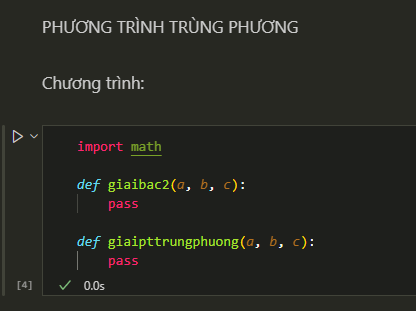 PHƯƠNG TRÌNH TRÙNG PHƯƠNG
Chương trình:
import math
def giaibac2(a, b, c):
pass
def giaipttrungphuong(a, b, c):
pass
[4]
0.0s